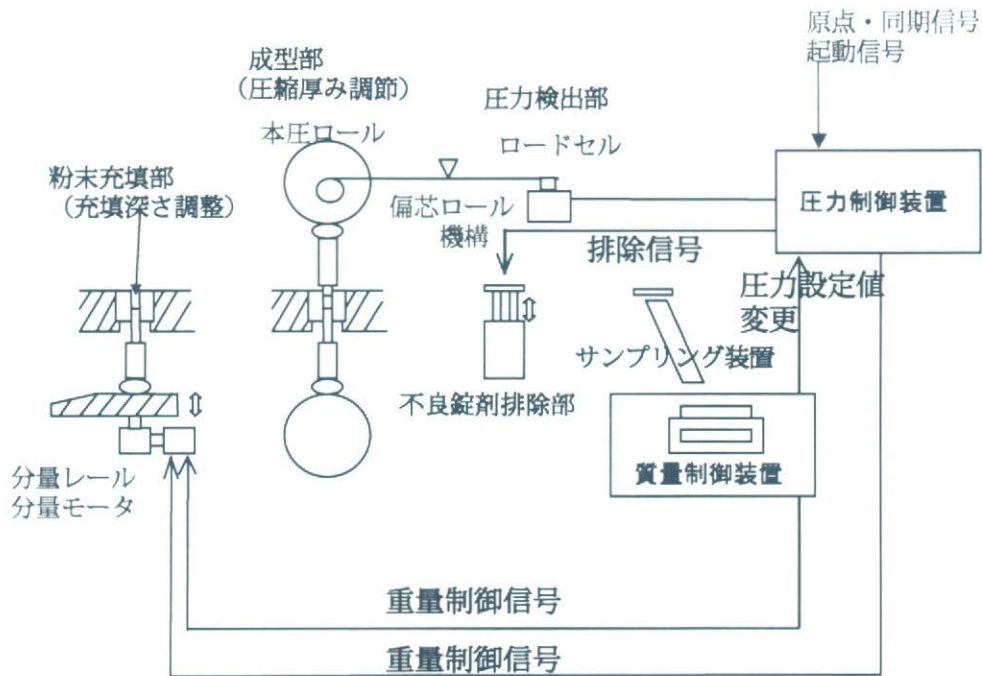 原点・同期信号
起動信号
成型部
（圧縮厚み調節）
本圧ロール
圧力検出部
ロードセル
粉末充填部
（充填深さ調整）
圧力制御装置
偏芯ロール
機構
排除信号
圧力設定値
変更
サンプリング装置
不良錠剤排除部
質量制御装置
分量レール
分量モータ
重量制御信号
重量制御信号